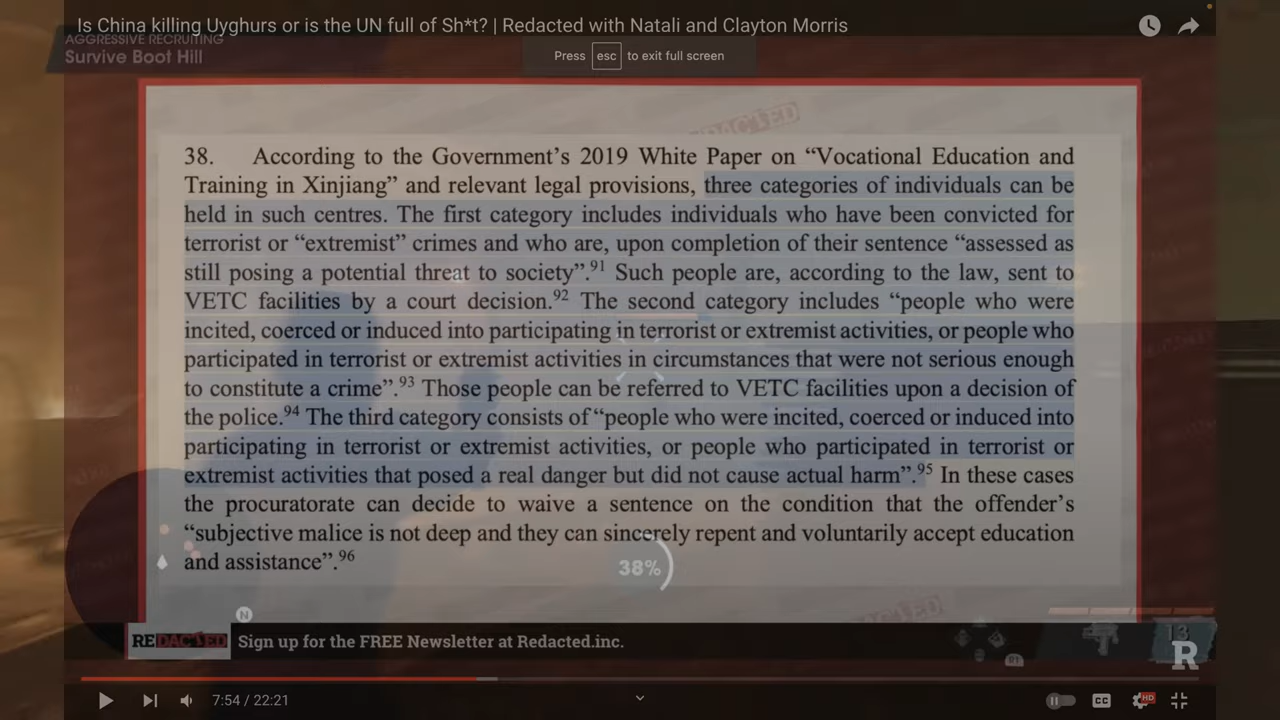 Is China killing Uyghurs or is the UN full of Sh*t? | Redacted with Natali and Clayton Morris
AGGRESSIVE RECRUITING
Survive Boot Hill
Press esc to exit full screen
38. According to the Government’s 2019 White Paper on “Vocational Education and
Training in Xinjiang” and relevant legal provisions, three categories of individuals can be
held in such centres. The first category includes individuals who have been convicted for
terrorist or “extremist” crimes and who are, upon completion of their sentence “assessed as
still posing a potential threat to society”.91 Such people are, according to the law, sent to
VETC facilities by a court decision.92 The second category includes “people who were
incited, coerced or induced into participating in terrorist or extremist activities, or people who
participated in terrorist or extremist activities in circumstances that were not serious enough
to constitute a crime”.93 Those people can be referred to VETC facilities upon a decision of
the police.94 The third category consists of “people who were incited, coerced or induced into
participating in terrorist or extremist activities, or people who participated in terrorist or
extremist activities that posed a real danger but did not cause actual harm”.95 In these cases
the procuratorate can decide to waive a sentence on the condition that the offender’s
“subjective malice is not deep and they can sincerely repent and voluntarily accept education
and assistance”.96
38%
N
REDACTED Sign up for the FREE Newsletter at Redacted.inc.
13
R1
R
7:54 / 22:21
CC
HD